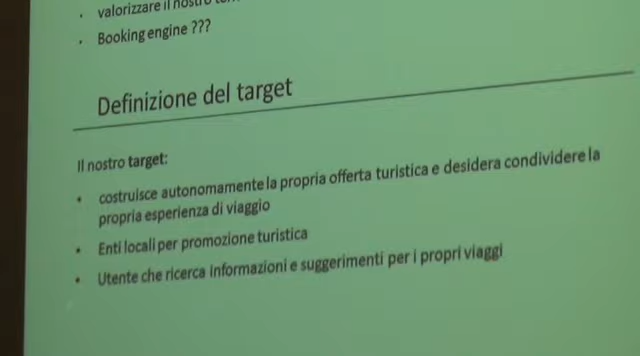 valorizzare il nostro
Booking engine ???
Definizione del target
Il nostro target:
costruisce autonomamente la propria offerta turistica e desidera condividere la
propria esperienza di viaggio
Enti locali per promozione turistica
Utente che ricerca informazioni e suggerimenti per i propri viaggi